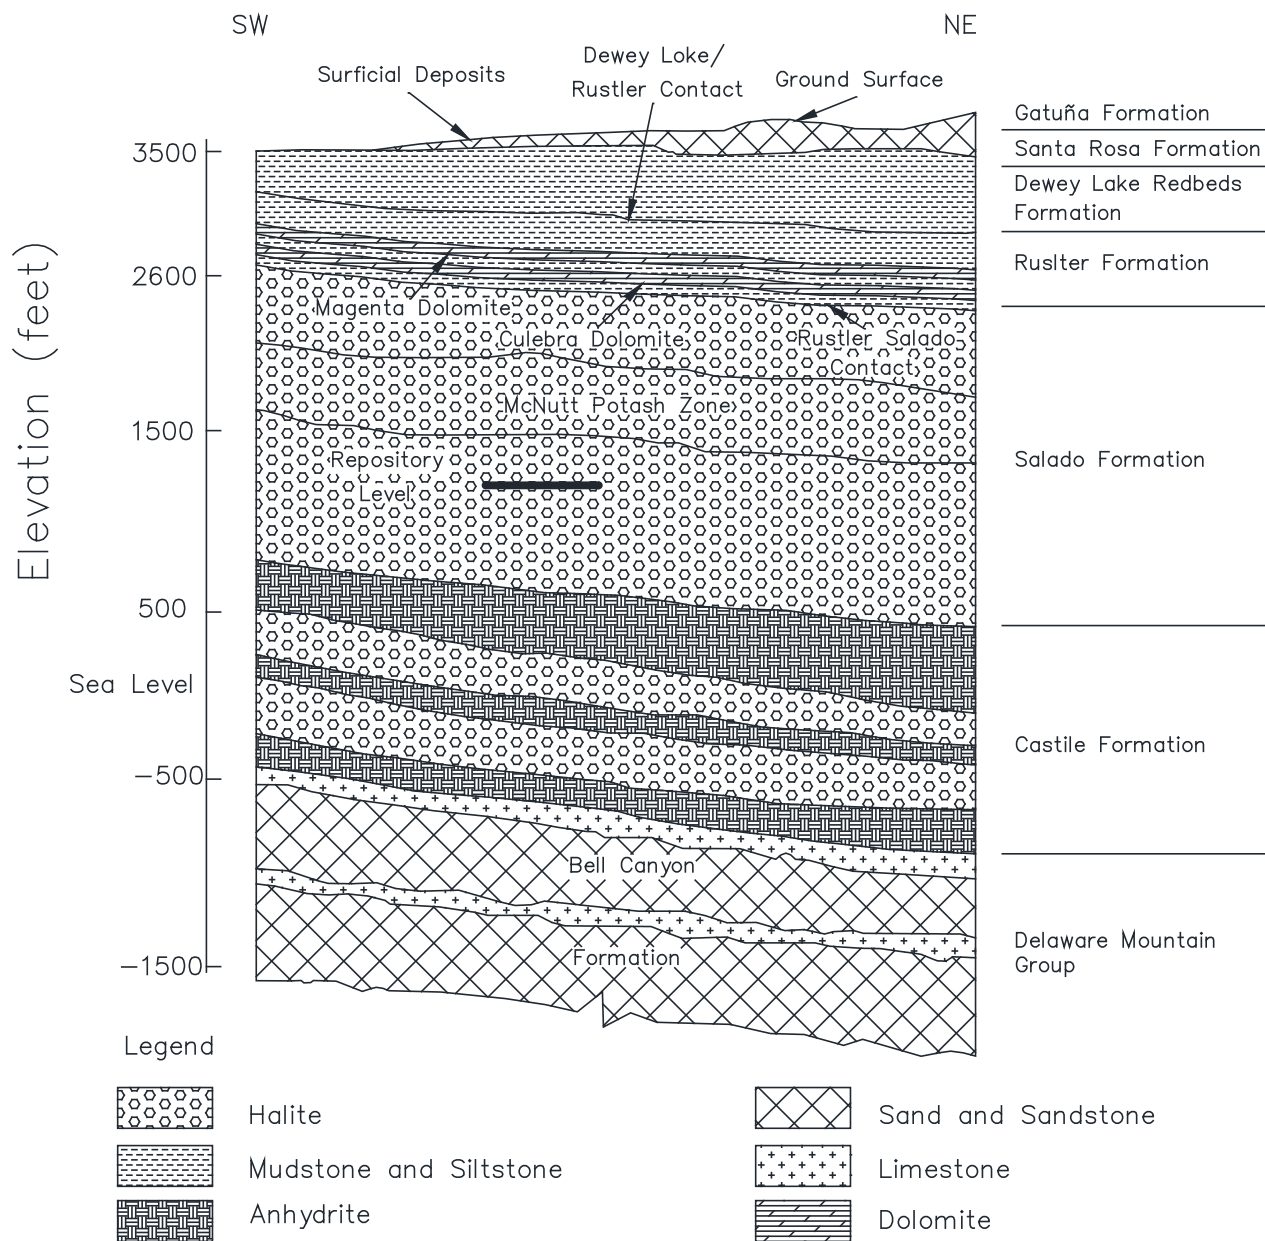 SW
NE
Dewey Loke/
Rustler Contact
Surficial Deposits
Ground Surface
Gatuña Formation
Santa Rosa Formation
Dewey Lake Redbeds
Formation
Ruslter Formation
Salado Formation
Castile Formation
Delaware Mountain
Group
Elevation (feet)
3500
2600
1500
500
Sea Level
−500
−1500
Magenta Dolomite
Culebra Dolomite
Rustler Salado
Contact
McNutt Potash Zone
Repository
Level
Bell Canyon
Formation
Legend
Halite
Mudstone and Siltstone
Anhydrite
Sand and Sandstone
Limestone
Dolomite